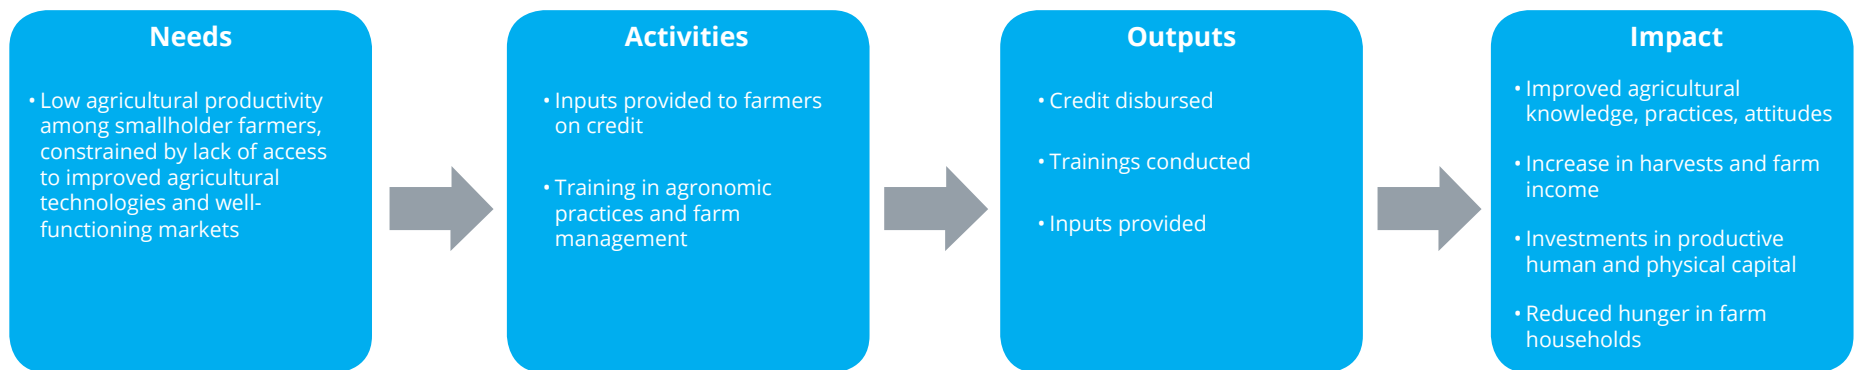 Needs
• Low agricultural productivity
among smallholder farmers,
constrained by lack of access
to improved agricultural
technologies and well-
functioning markets
Activities
• Inputs provided to farmers
on credit
• Training in agronomic
practices and farm
management
Outputs
• Credit disbursed
• Trainings conducted
• Inputs provided
Impact
• Improved agricultural
knowledge, practices, attitudes
• Increase in harvests and farm
income
• Investments in productive
human and physical capital
• Reduced hunger in farm
households